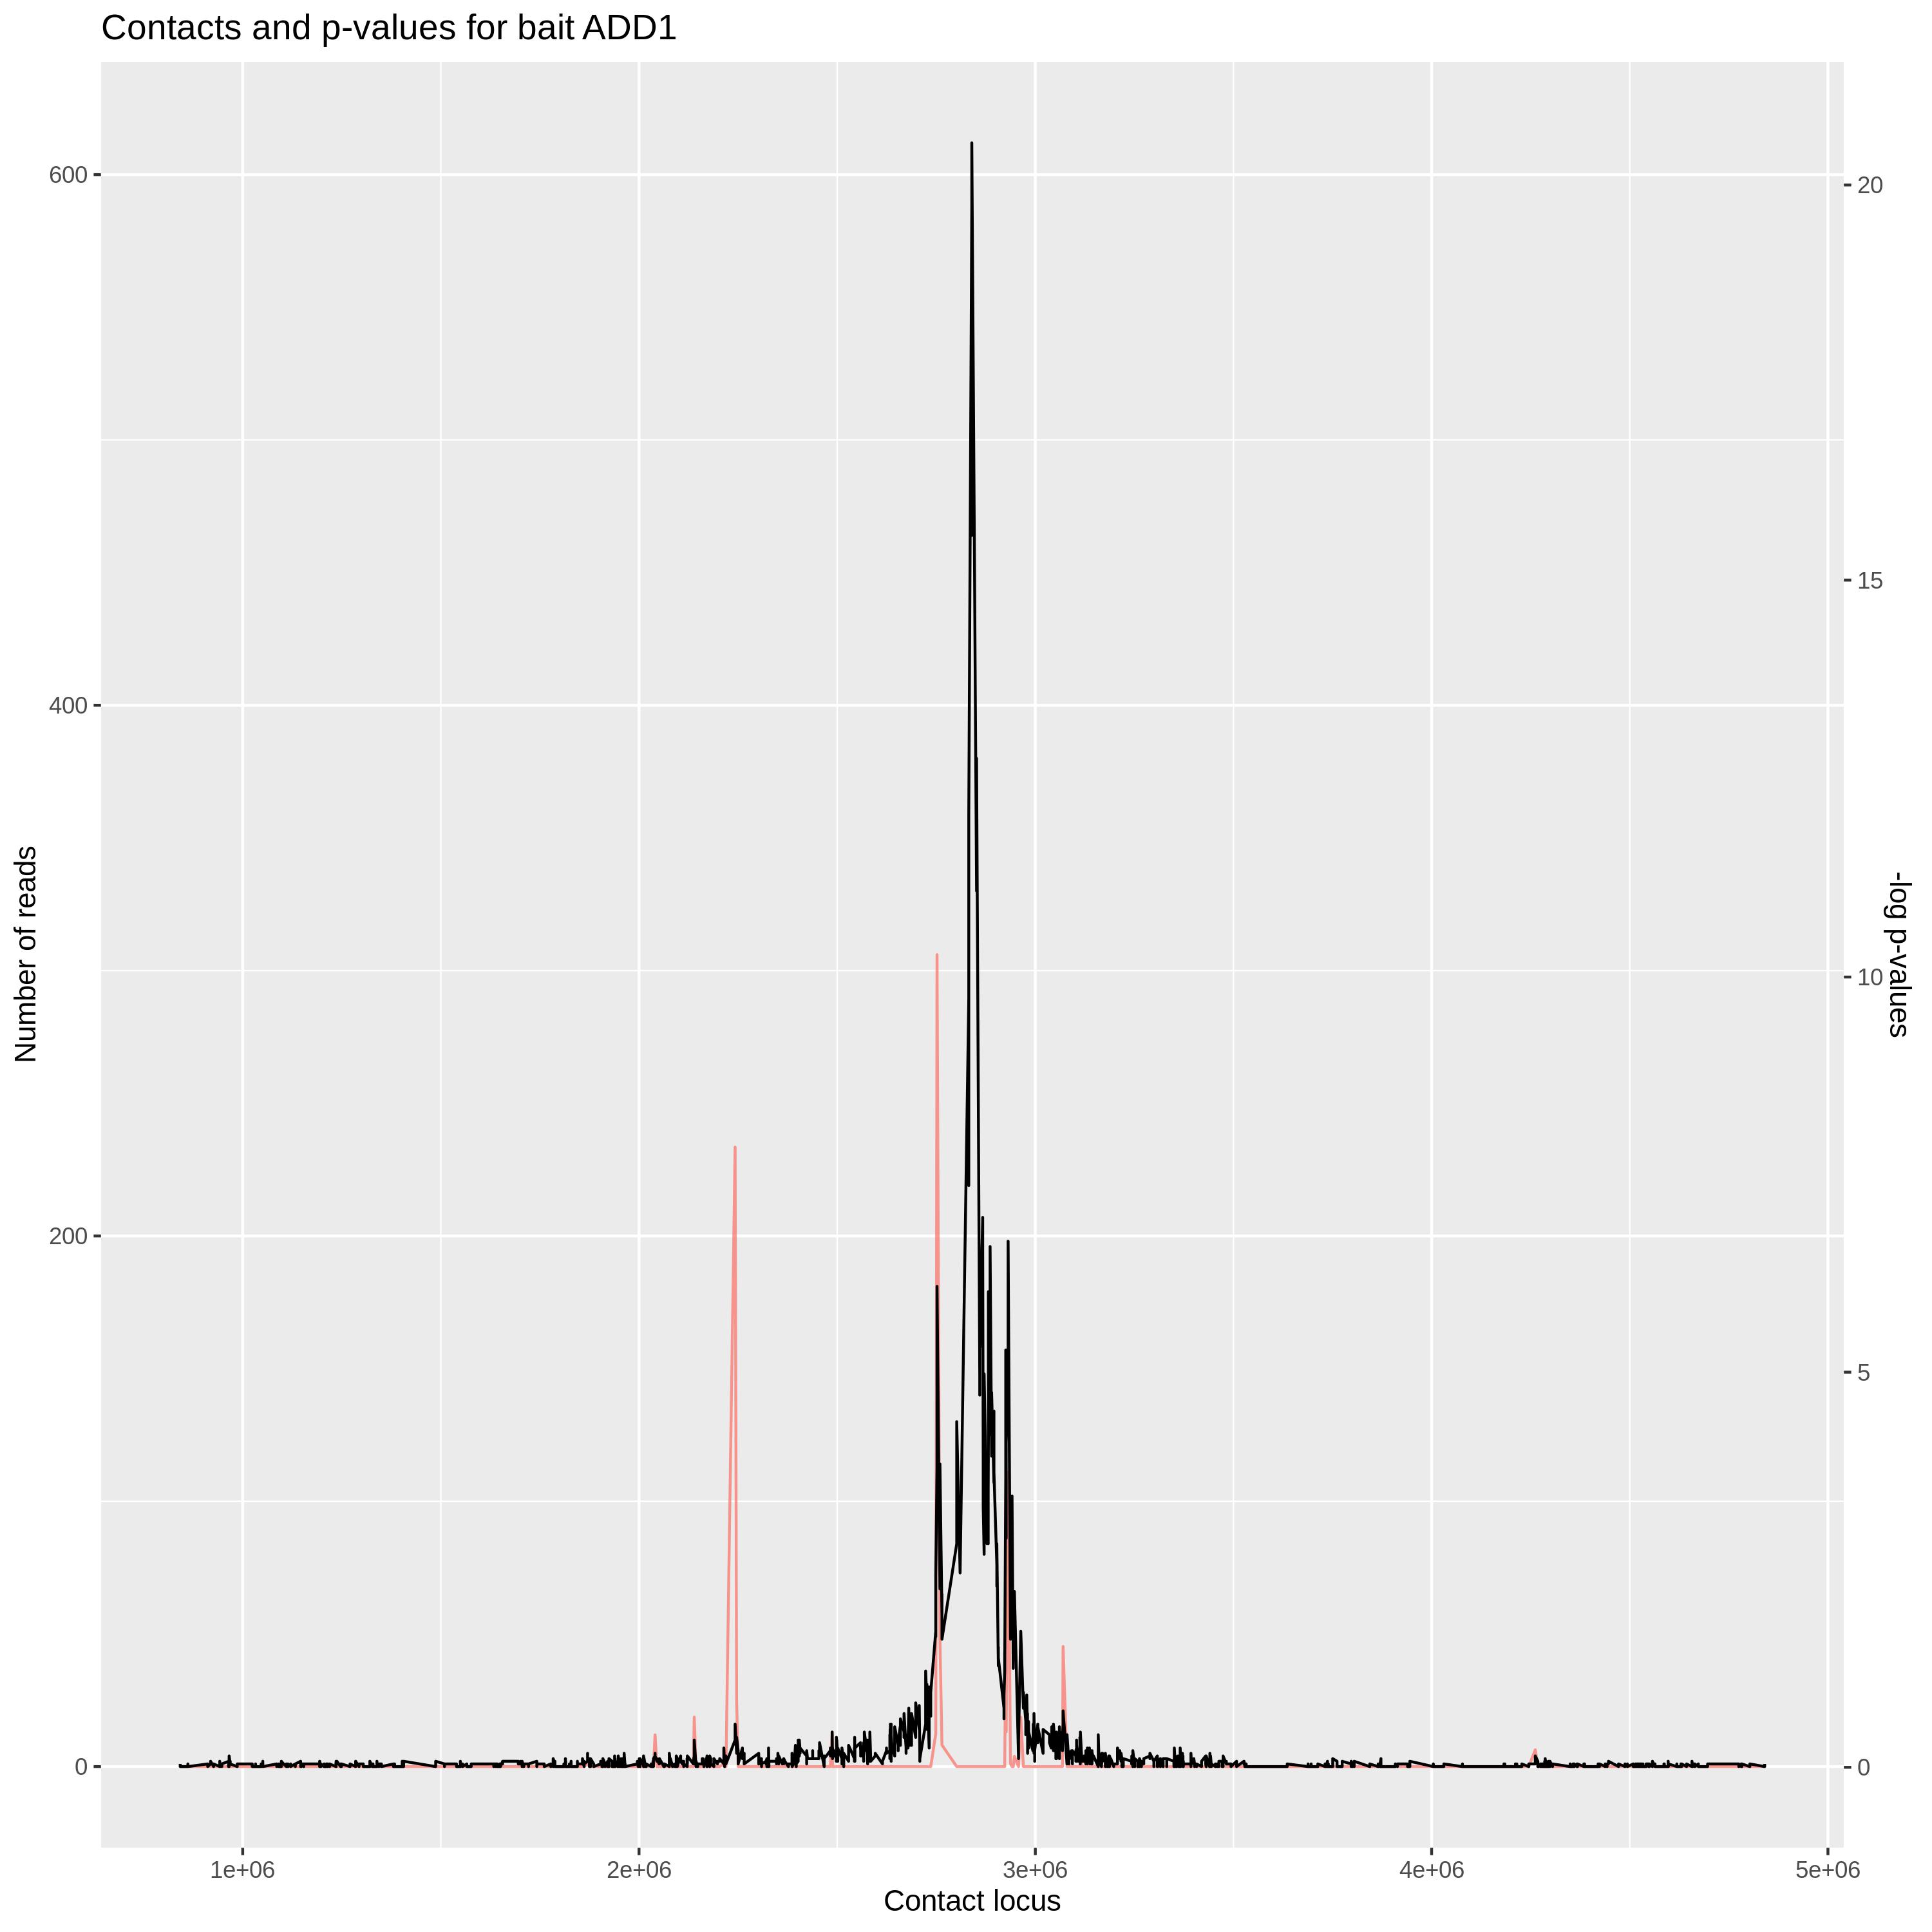 Contacts and p-values for bait ADD1
Number of reads
600
400
200
0
20
15
10
5
0
-log p-values
1e+06
2e+06
3e+06
4e+06
5e+06
Contact locus